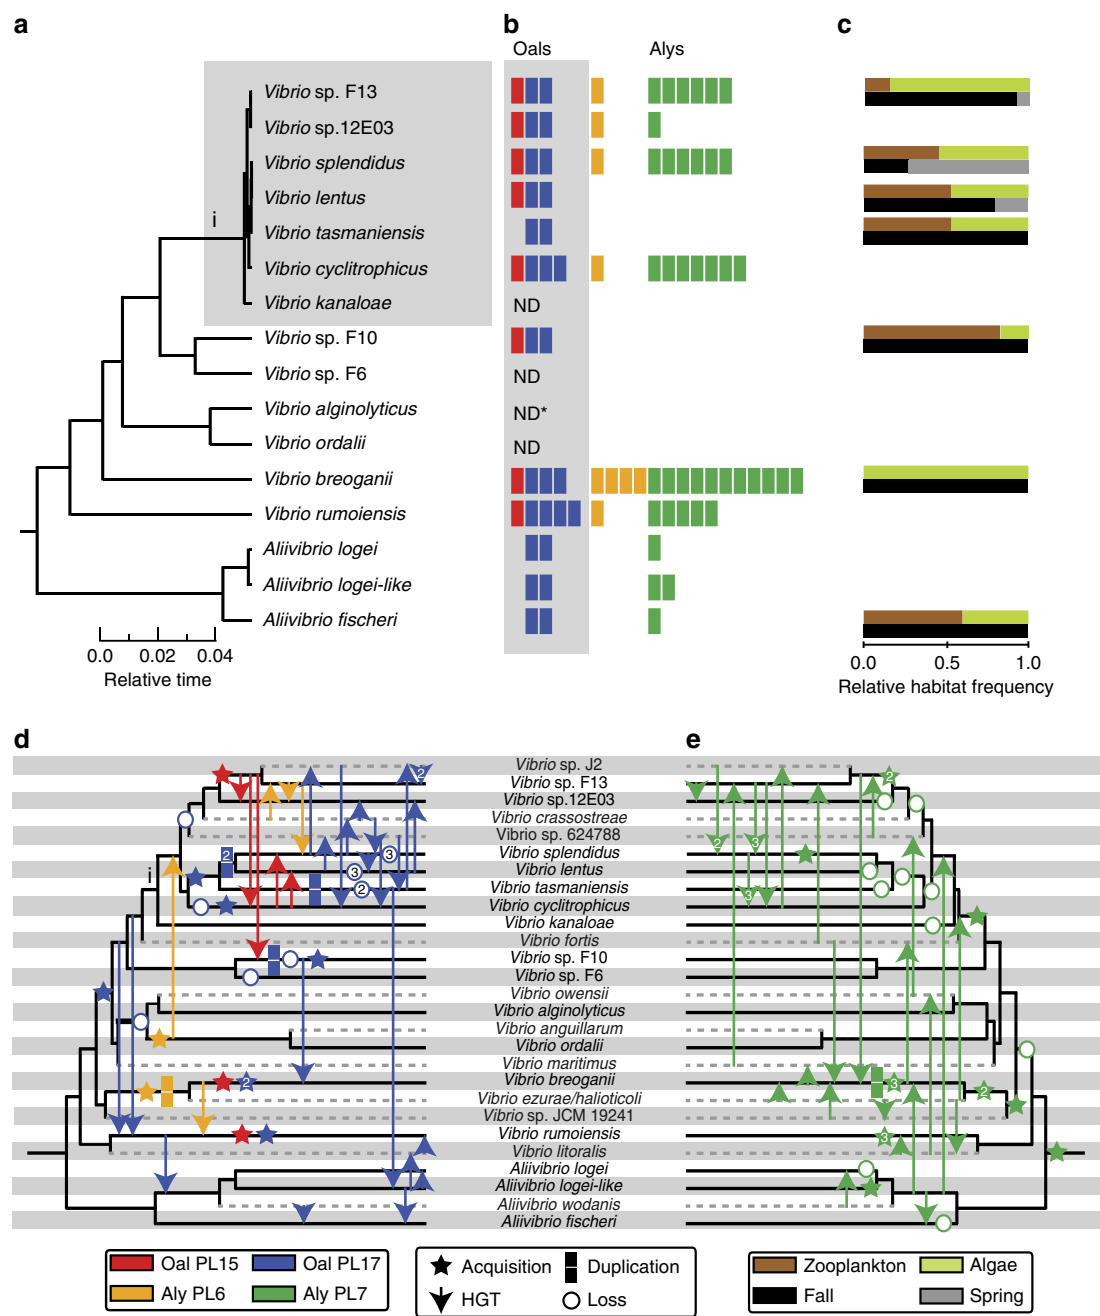 a
b
c
Oals
Alys
Vibrio sp. F13
Vibrio sp.12E03
Vibrio splendidus
Vibrio lentus
i
Vibrio tasmaniensis
Vibrio cyclitrophicus
Vibrio kanaloae
ND
Vibrio sp. F10
Vibrio sp. F6
ND
Vibrio alginolyticus
ND*
Vibrio ordalii
ND
Vibrio breoganii
Vibrio rumoiensis
Aliivibrio logei
Aliivibrio logei-like
Aliivibrio fischeri
0.0 0.02 0.04
Relative time
0.0 0.5 1.0
Relative habitat frequency
d
e
Vibrio sp. J2
2
Vibrio sp. F13
2
Vibrio sp.12E03
Vibrio crassostreae
Vibrio sp. 624788
2 3
Vibrio splendidus
2 3
3
Vibrio lentus
i
2
Vibrio tasmaniensis
3
Vibrio cyclitrophicus
Vibrio kanaloae
Vibrio fortis
Vibrio sp. F10
Vibrio sp. F6
Vibrio owensii
Vibrio alginolyticus
Vibrio anguillarum
Vibrio ordalii
Vibrio maritimus
2
Vibrio breoganii
3 2
Vibrio ezurae/halioticoli
Vibrio sp. JCM 19241
Vibrio rumoiensis
3
Vibrio litoralis
Aliivibrio logei
Aliivibrio logei-like
Aliivibrio wodanis
Aliivibrio fischeri
Oal PL15 Oal PL17
Aly PL6 Aly PL7
Acquisition Duplication
HGT Loss
Zooplankton Algae
Fall Spring